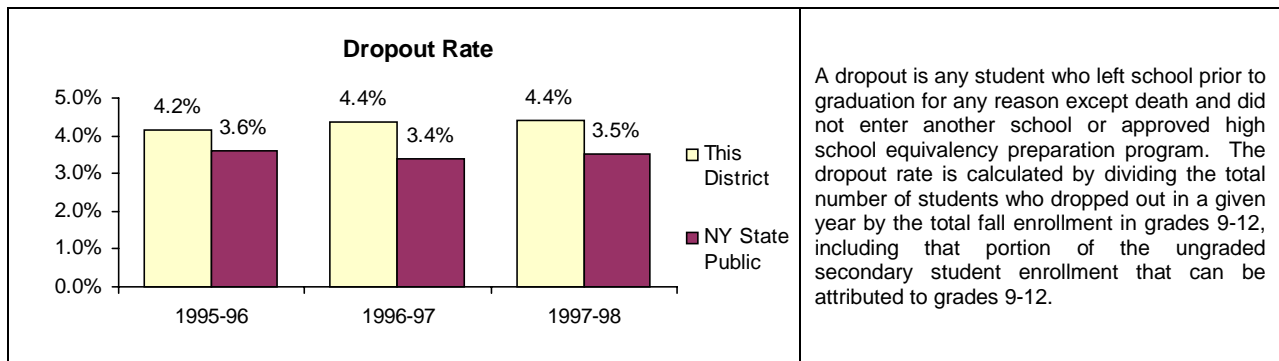 Dropout Rate
5.0%
4.0%
3.0%
2.0%
1.0%
0.0%
4.2%
3.6%
4.4%
3.4%
4.4%
3.5%
1995-96
1996-97
1997-98
This
District
NY State
Public
A dropout is any student who left school prior to
graduation for any reason except death and did
not enter another school or approved high
school equivalency preparation program. The
dropout rate is calculated by dividing the total
number of students who dropped out in a given
year by the total fall enrollment in grades 9-12,
including that portion of the ungraded
secondary student enrollment that can be
attributed to grades 9-12.